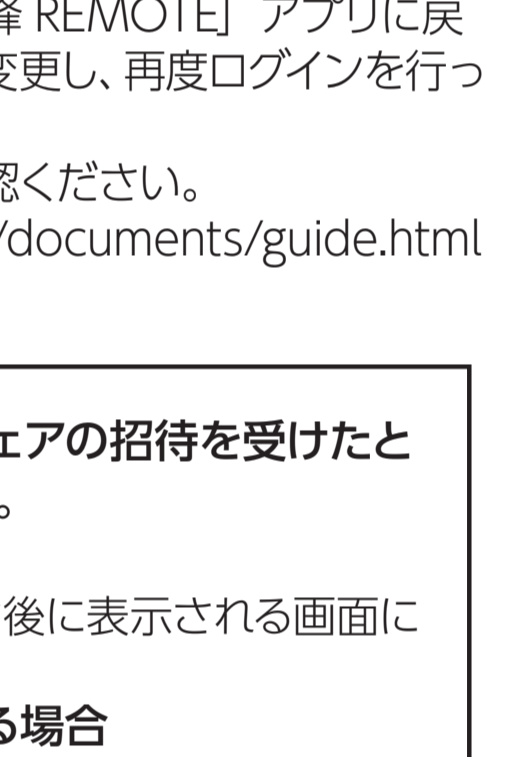 峰 REMOTE］アプリに戻
変更し、再度ログインを行っ
認ください。
/documents/guide.html
ェアの招待を受けたと
。
後に表示される画面に
る場合